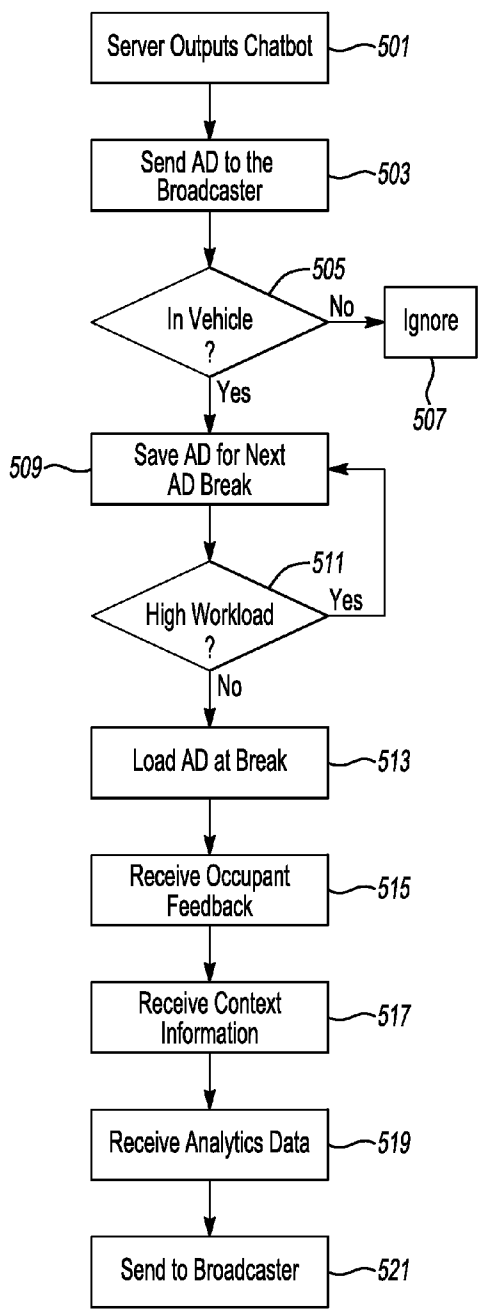 Server Outputs Chatbot
501
Send AD to the
Broadcaster
503
505
In Vehicle
?
No
Ignore
507
Yes
509
Save AD for Next
AD Break
511
High Workload
?
Yes
No
Load AD at Break
513
Receive Occupant
Feedback
515
Receive Context
Information
517
Receive Analytics Data
519
Send to Broadcaster
521